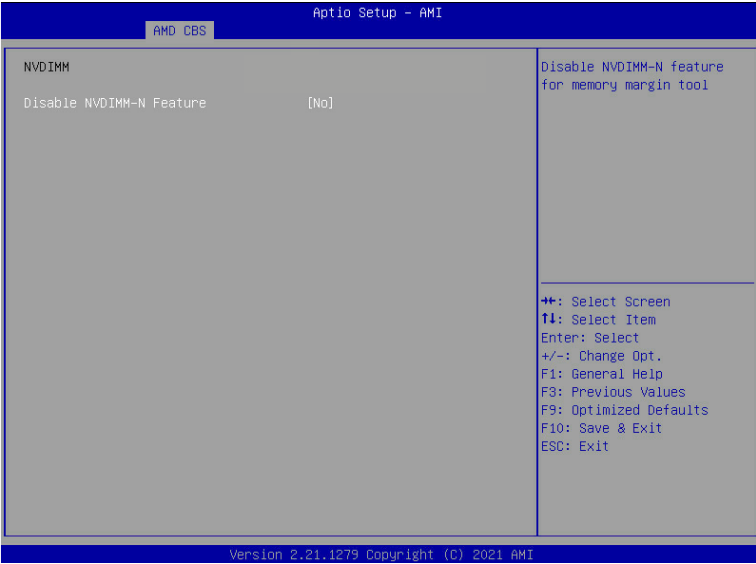 Aptio Setup – AMI
AMD CBS
NVDIMM
Disable NVDIMM-N Feature [No]
Disable NVDIMM-N feature
for memory margin tool
→←: Select Screen
↑↓: Select Item
Enter: Select
+/-: Change Opt.
F1: General Help
F3: Previous Values
F9: Optimized Defaults
F10: Save & Exit
ESC: Exit
Version 2.21.1279 Copyright (C) 2021 AMI